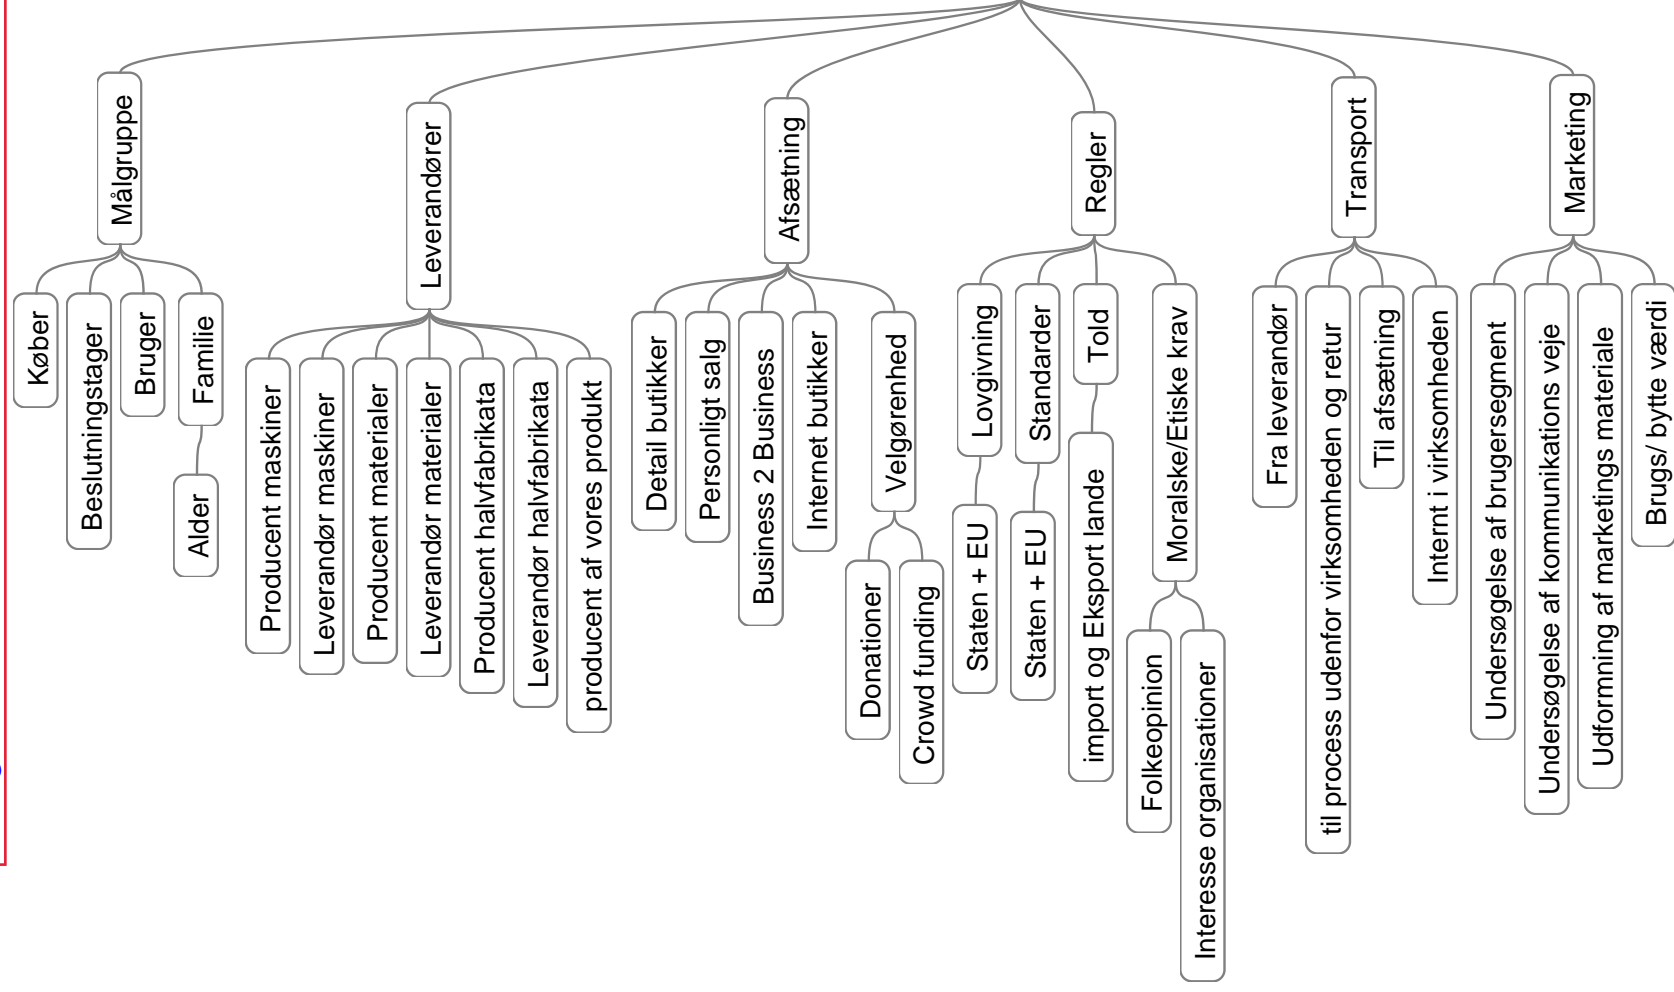 Målgruppe
Køber
Beslutningstager
Bruger
Familie
Alder
Leverandører
Producent maskiner
Leverandør maskiner
Producent materialer
Leverandør materialer
Producent halvfabrikata
Leverandør halvfabrikata
producent af vores produkt
Afsætning
Detail butikker
Personligt salg
Business 2 Business
Internet butikker
Velgørenhed
Donationer
Crowd funding
Regler
Lovgivning
Staten + EU
Standarder
Staten + EU
Told
import og Eksport lande
Moralske/Etiske krav
Folkeopinion
Interesse organisationer
Transport
Fra leverandør
til process udenfor virksomheden og retur
Til afsætning
Internt i virksomheden
Marketing
Undersøgelse af brugersegment
Undersøgelse af kommunikations veje
Udformning af marketings materiale
Brugs/ bytte værdi